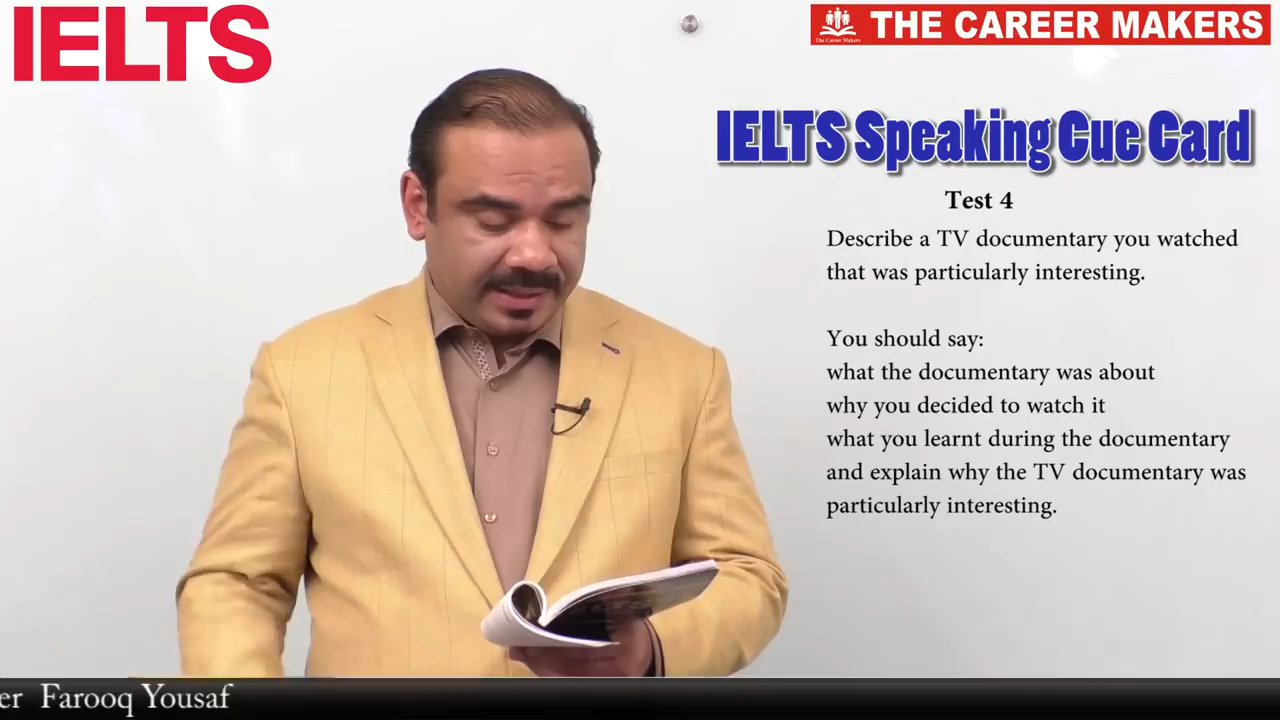 IELTS
The Career Makers
THE CAREER MAKERS
IELTS Speaking Cue Card
Test 4
Describe a TV documentary you watched
that was particularly interesting.
You should say:
what the documentary was about
why you decided to watch it
what you learnt during the documentary
and explain why the TV documentary was
particularly interesting.
er Farooq Yousaf